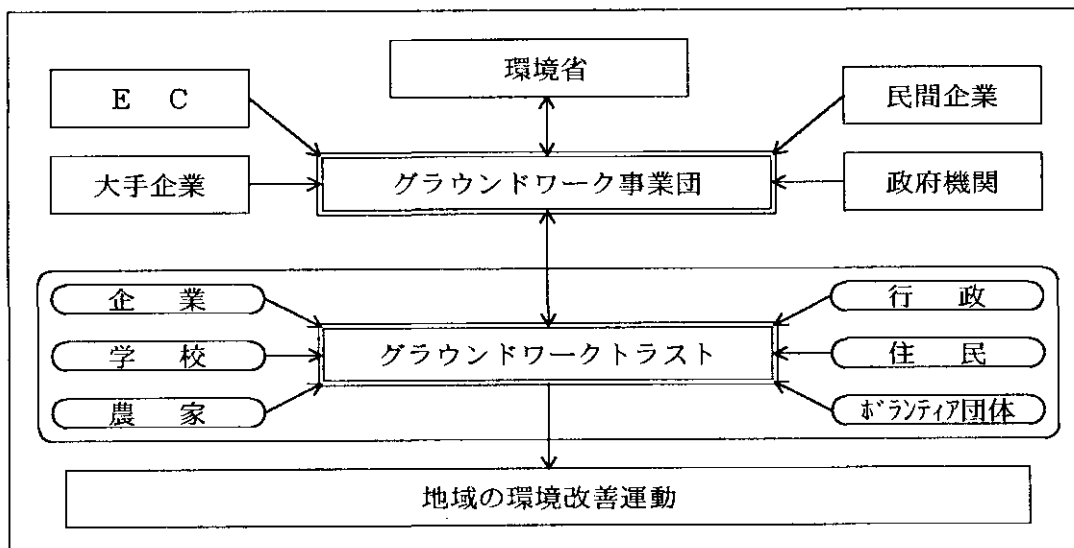 環境省
E C
民間企業
大手企業
グラウンドワーク事業団
政府機関
企 業
行 政
学 校
グラウンドワークトラスト
住 民
農 家
ﾎﾞﾗﾝﾃｨｱ団体
地域の環境改善運動